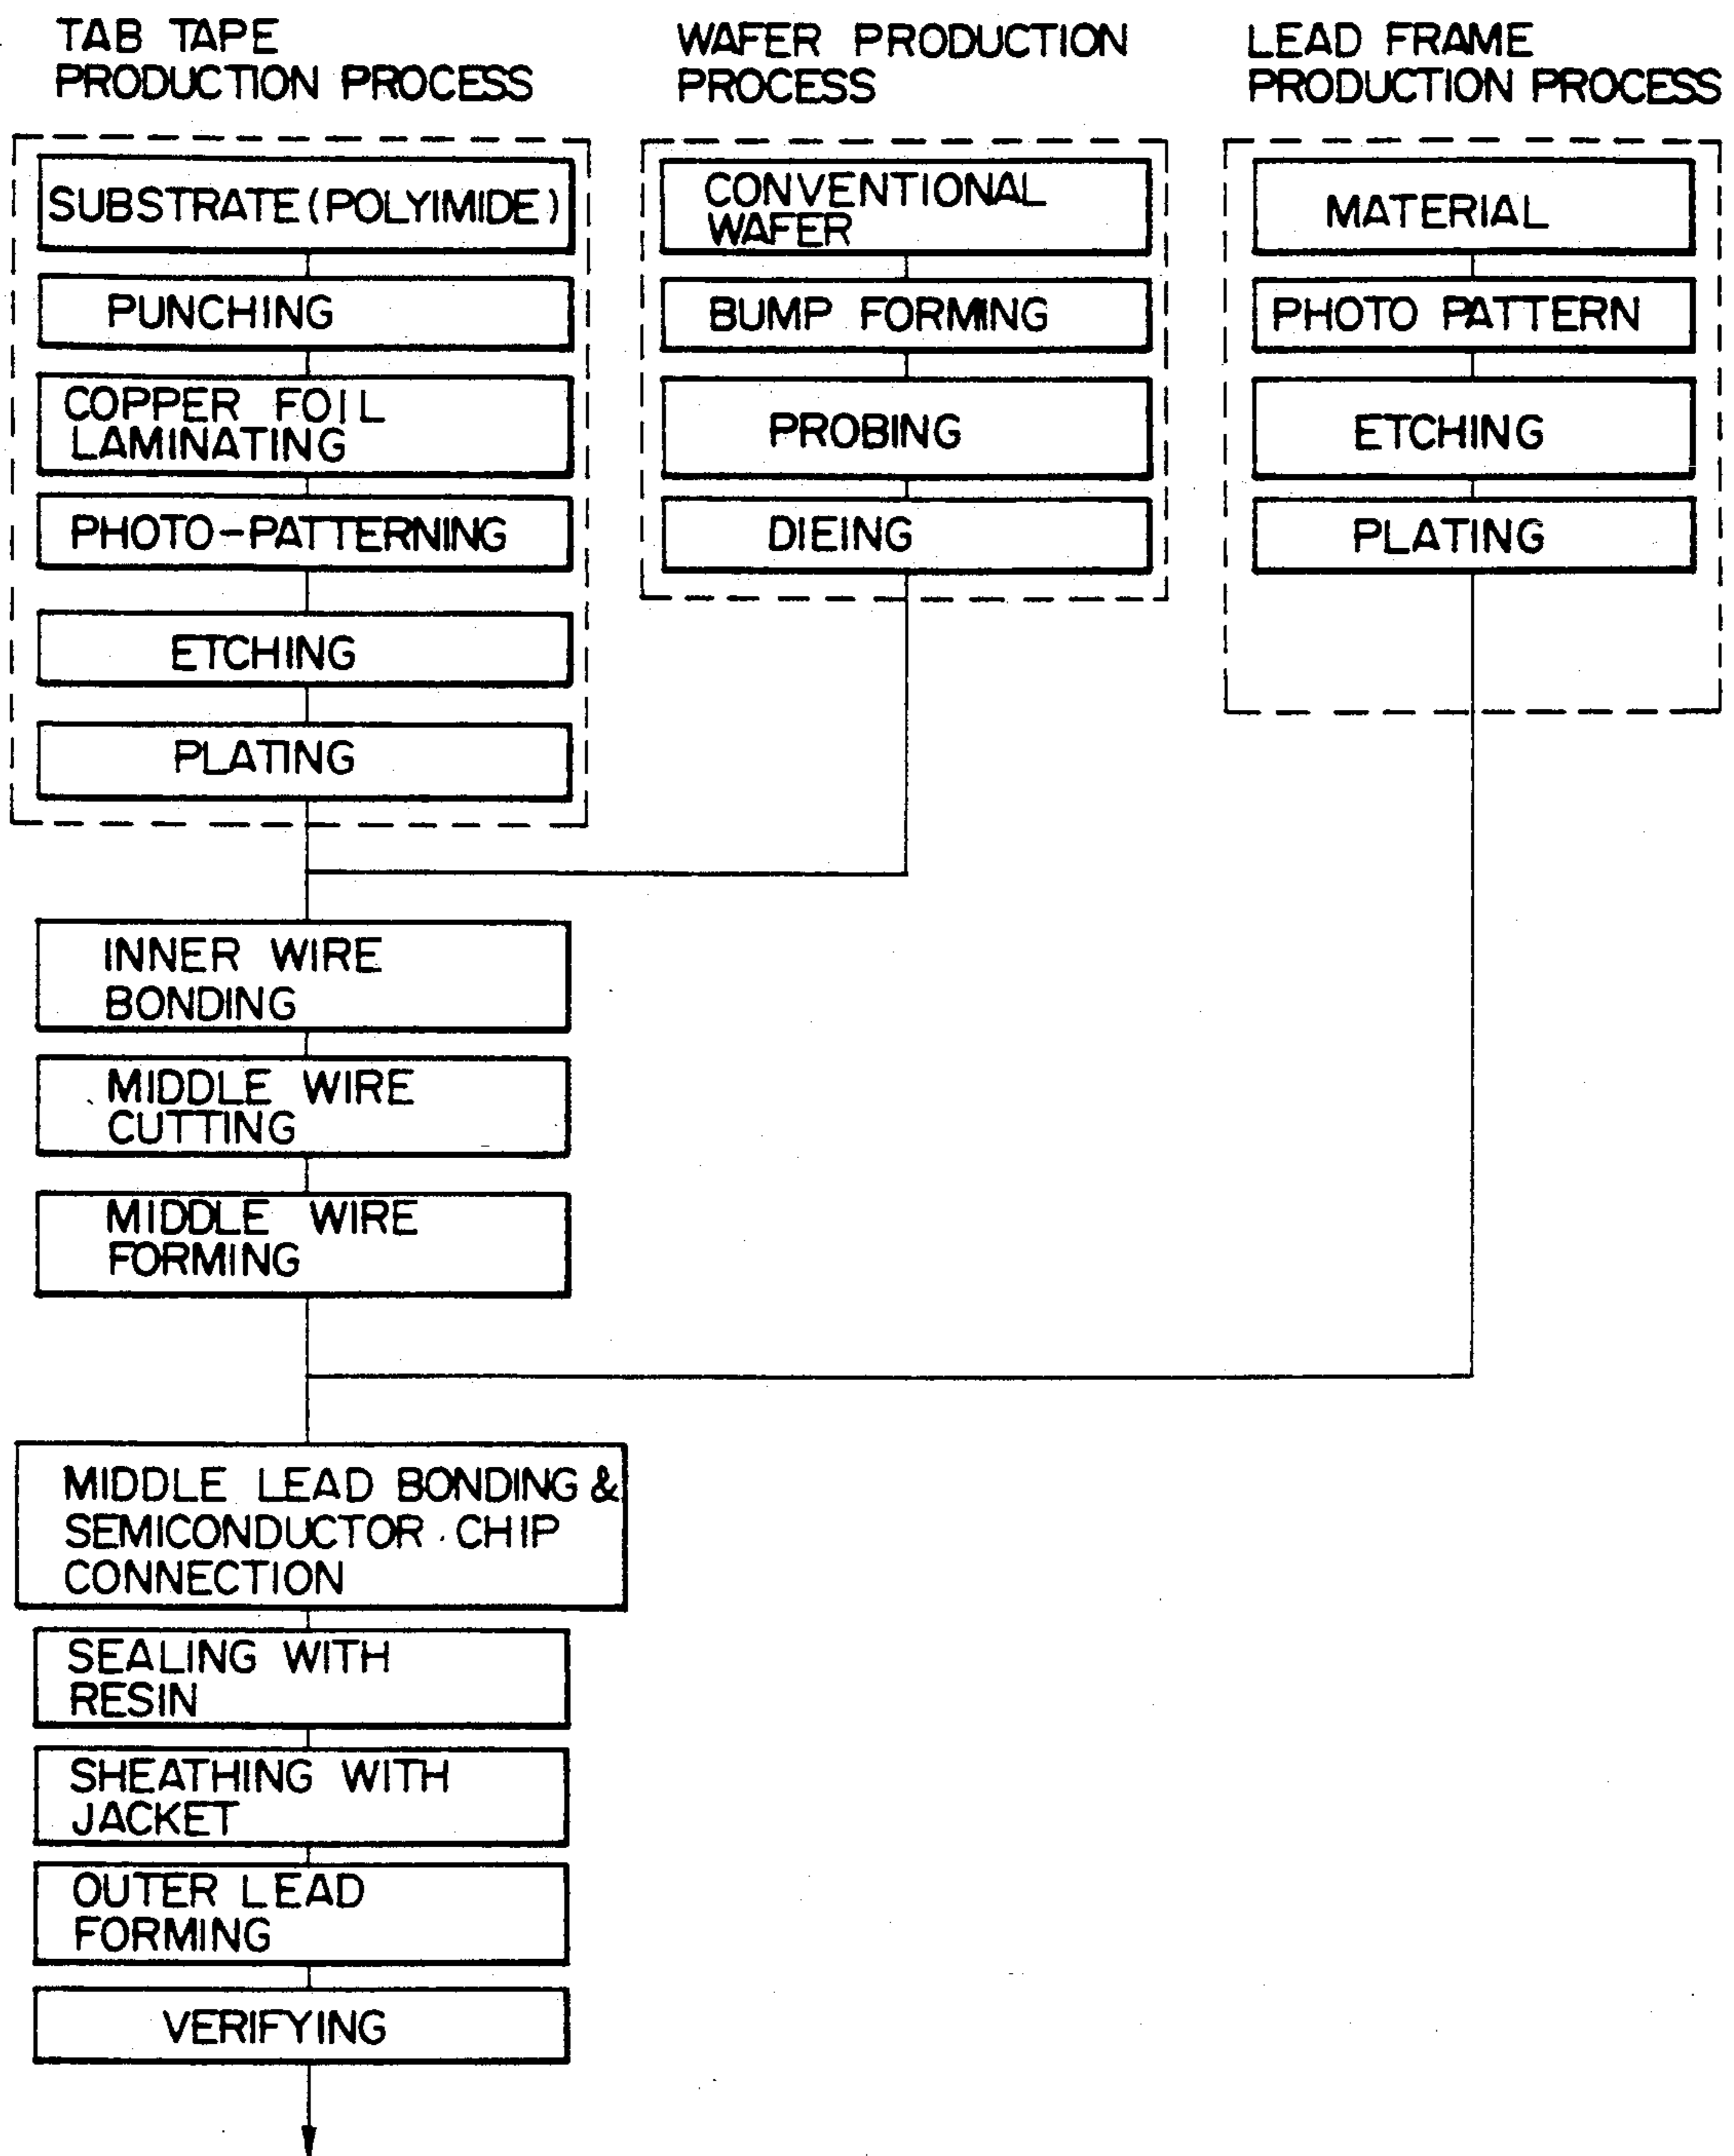 TAB TAPE
PRODUCTION PROCESS
SUBSTRATE (POLYIMIDE)
PUNCHING
COPPER FOIL
LAMINATING
PHOTO-PATTERNING
ETCHING
PLATING
WAFER PRODUCTION
PROCESS
CONVENTIONAL
WAFER
BUMP FORMING
PROBING
DIEING
LEAD FRAME
PRODUCTION PROCESS
MATERIAL
PHOTO PATTERN
ETCHING
PLATING
INNER WIRE
BONDING
MIDDLE WIRE
CUTTING
MIDDLE WIRE
FORMING
MIDDLE LEAD BONDING &
SEMICONDUCTOR CHIP
CONNECTION
SEALING WITH
RESIN
SHEATHING WITH
JACKET
OUTER LEAD
FORMING
VERIFYING